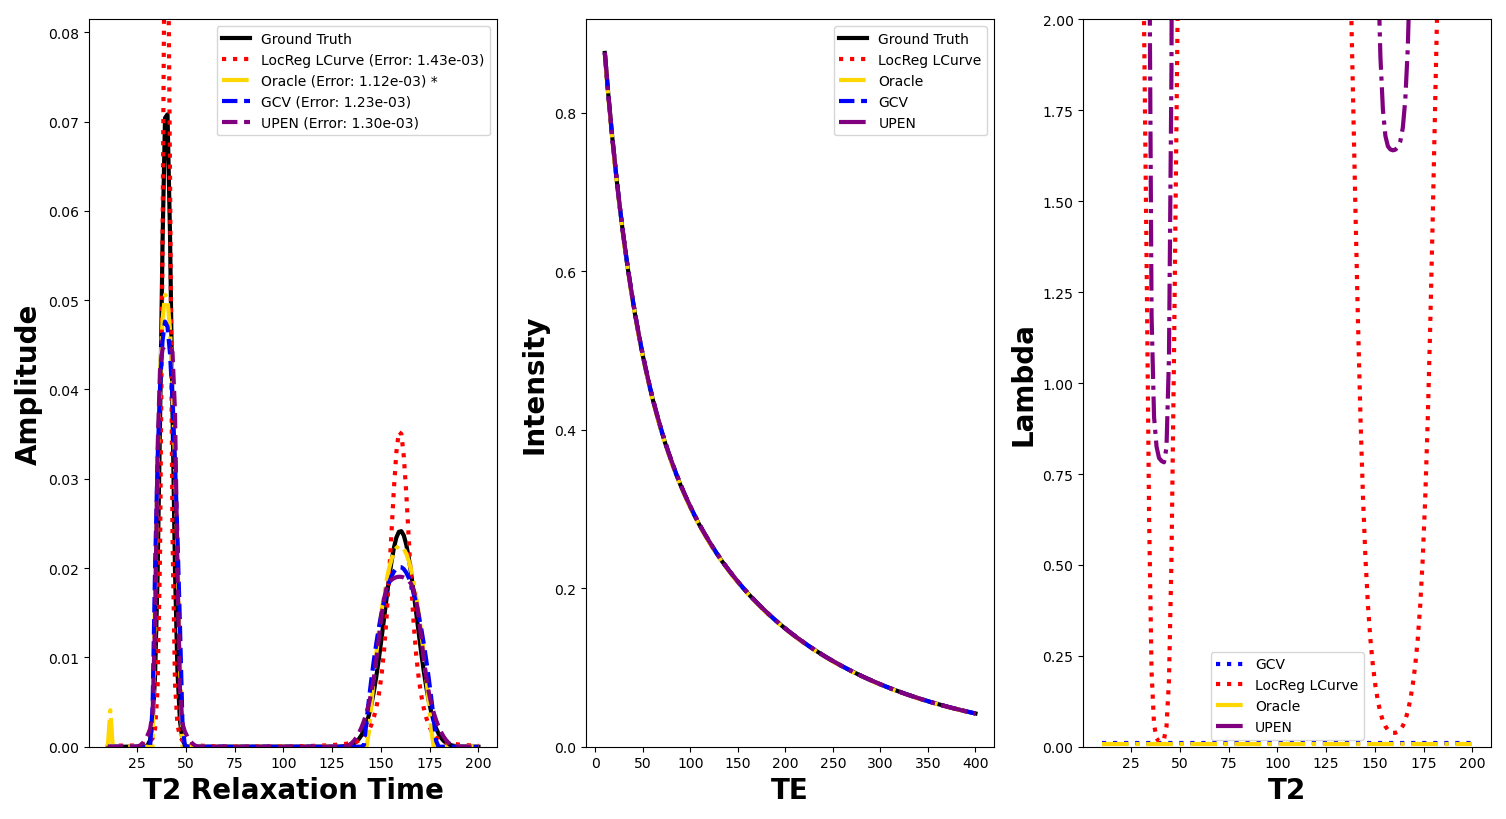 Amplitude
0.08
0.07
0.06
0.05
0.04
0.03
0.02
0.01
0.00
25
50
75
100
125
150
175
200
T2 Relaxation Time
Ground Truth
LocReg LCurve (Error: 1.43e-03)
Oracle (Error: 1.12e-03) *
GCV (Error: 1.23e-03)
UPEN (Error: 1.30e-03)
Intensity
0.8
0.6
0.4
0.2
0.0
0
50
100
150
200
250
300
350
400
TE
Ground Truth
LocReg LCurve
Oracle
GCV
UPEN
Lambda
2.00
1.75
1.50
1.25
1.00
0.75
0.50
0.25
0.00
25
50
75
100
125
150
175
200
T2
GCV
LocReg LCurve
Oracle
UPEN